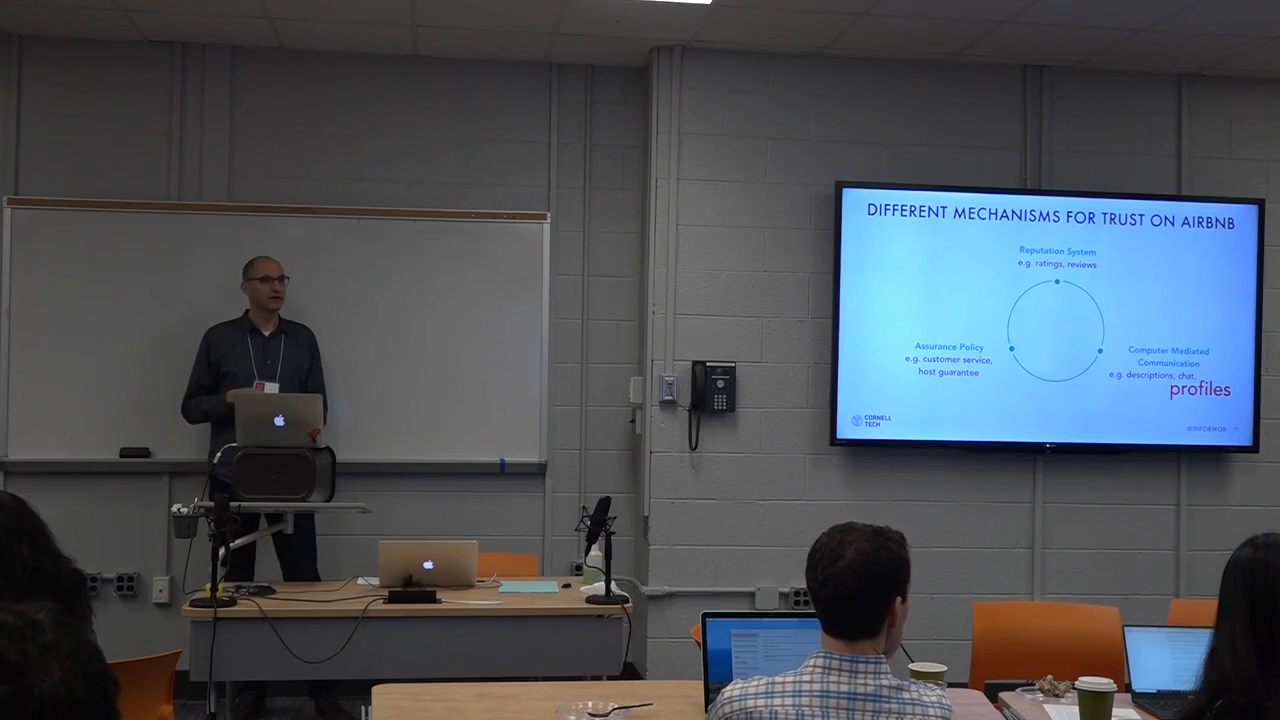 DIFFERENT MECHANISMS FOR TRUST ON AIRBNB
Reputation System
e.g. ratings, reviews
Assurance Policy
e.g. customer service,
host guarantee
Computer Mediated
Communication
e.g. descriptions, chat,
profiles
CORNELL
TECH
@INFORMOR